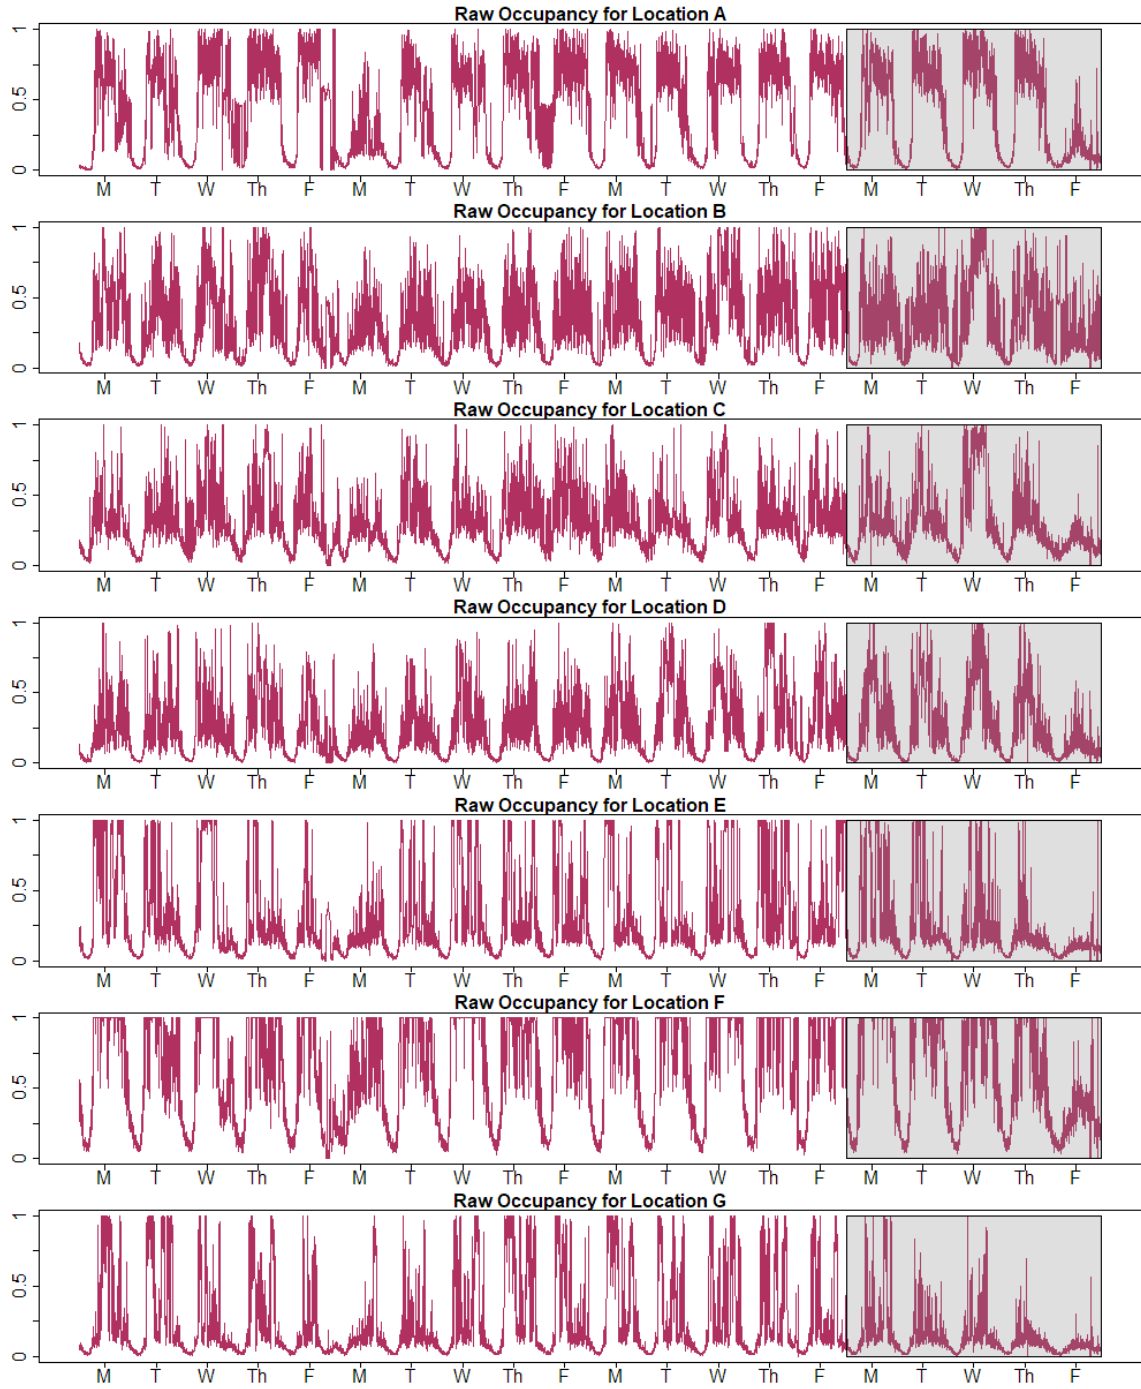 Raw Occupancy for Location A
1
0.5
0
M T W Th F M T W Th F M T W Th F M T W Th F
Raw Occupancy for Location B
1
0.5
0
M T W Th F M T W Th F M T W Th F M T W Th F
Raw Occupancy for Location C
1
0.5
0
M T W Th F M T W Th F M T W Th F M T W Th F
Raw Occupancy for Location D
1
0.5
0
M T W Th F M T W Th F M T W Th F M T W Th F
Raw Occupancy for Location E
1
0.5
0
M T W Th F M T W Th F M T W Th F M T W Th F
Raw Occupancy for Location F
1
0.5
0
M T W Th F M T W Th F M T W Th F M T W Th F
Raw Occupancy for Location G
1
0.5
0
M T W Th F M T W Th F M T W Th F M T W Th F